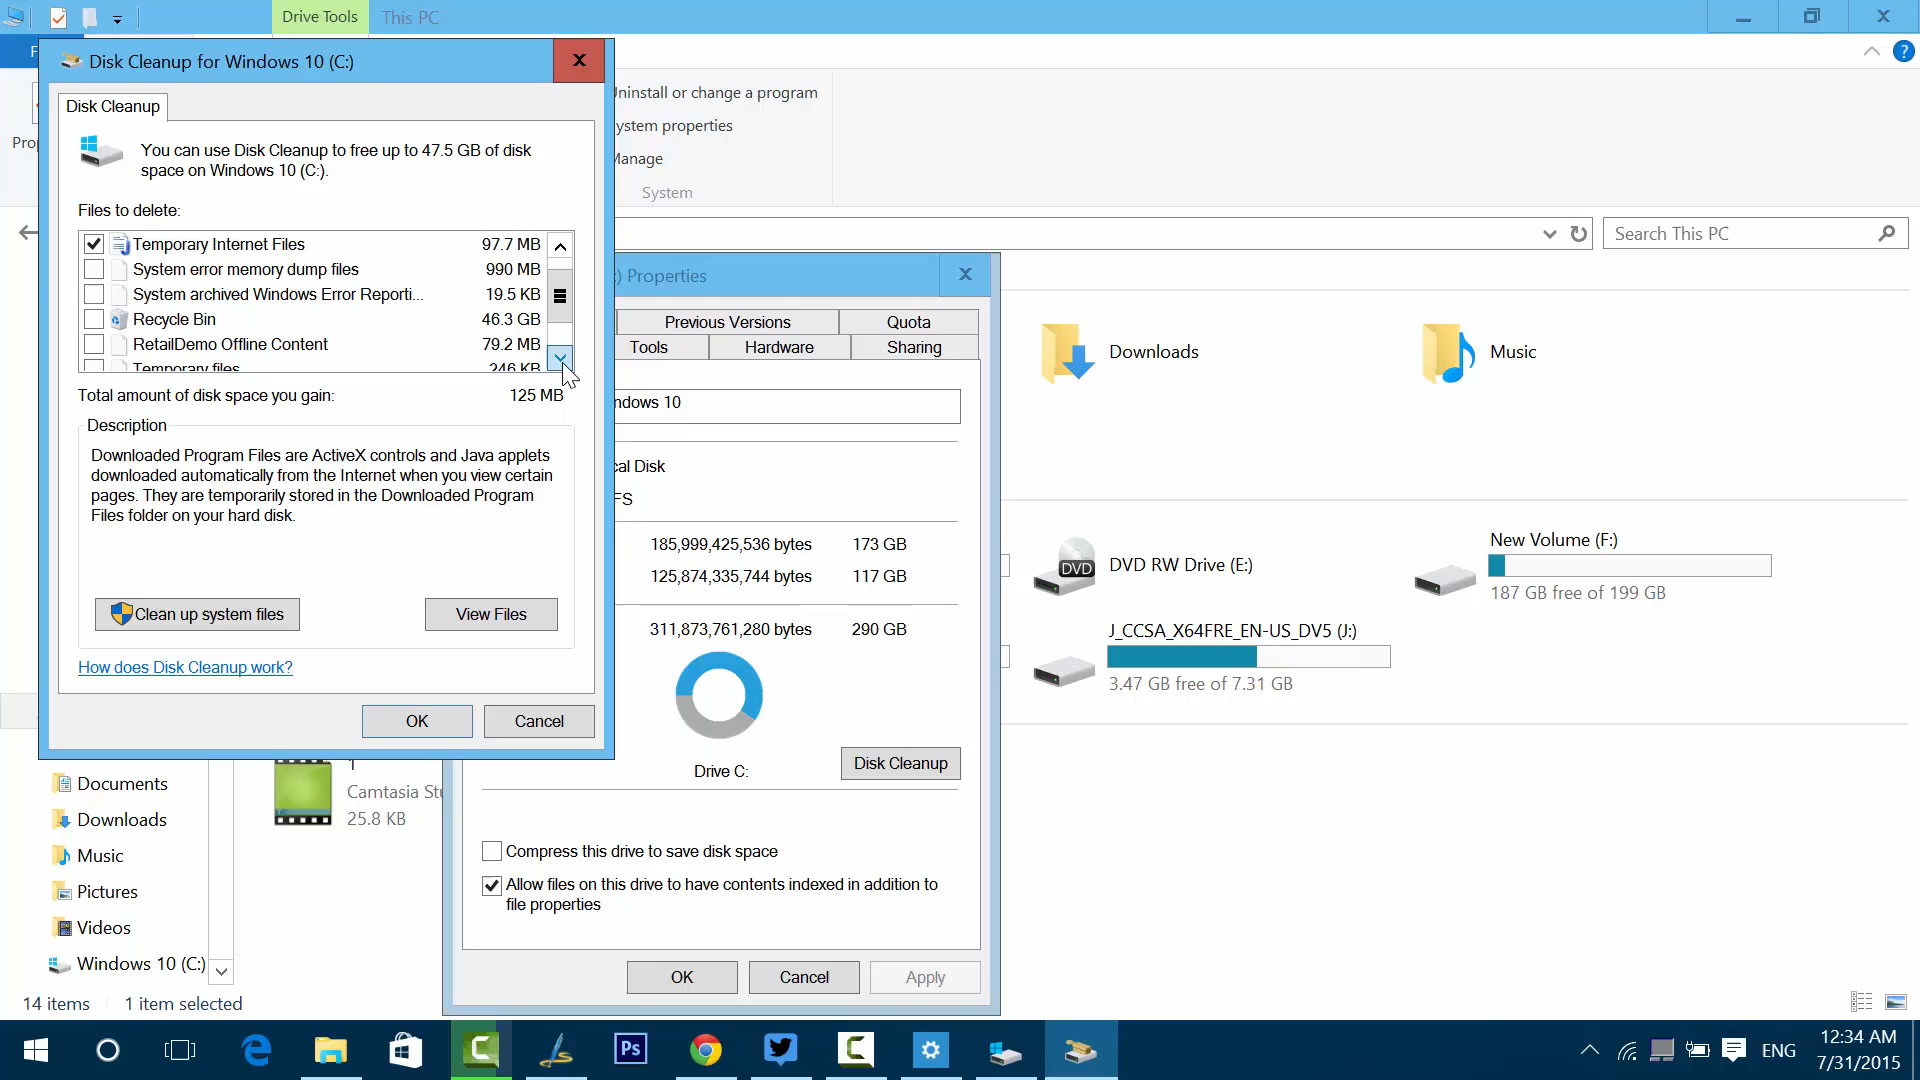 Drive Tools
This PC
F
Disk Cleanup for Windows 10 (C:)
Disk Cleanup
You can use Disk Cleanup to free up to 47.5 GB of disk
space on Windows 10 (C:).
Files to delete:
Temporary Internet Files 97.7 MB
System error memory dump files 990 MB
System archived Windows Error Reporti... 19.5 KB
Recycle Bin 46.3 GB
RetailDemo Offline Content 79.2 MB
Temporary files 246 KB
Total amount of disk space you gain: 125 MB
Description
Downloaded Program Files are ActiveX controls and Java applets
downloaded automatically from the Internet when you view certain
pages. They are temporarily stored in the Downloaded Program
Files folder on your hard disk.
Clean up system files
View Files
How does Disk Cleanup work?
OK
Cancel
Prop
Uninstall or change a program
ystem properties
Manage
System
Search This PC
:) Properties
Previous Versions
Quota
Tools
Hardware
Sharing
ndows 10
cal Disk
FS
185,999,425,536 bytes 173 GB
125,874,335,744 bytes 117 GB
311,873,761,280 bytes 290 GB
Drive C:
Disk Cleanup
Compress this drive to save disk space
Allow files on this drive to have contents indexed in addition to
file properties
OK
Cancel
Apply
Downloads
Music
DVD
DVD RW Drive (E:)
New Volume (F:)
187 GB free of 199 GB
J_CCSA_X64FRE_EN-US_DV5 (J:)
3.47 GB free of 7.31 GB
Documents
Downloads
Music
Pictures
Videos
Windows 10 (C:)
1
Camtasia Stu
25.8 KB
14 items
1 item selected
Ps
ENG
12:34 AM
7/31/2015